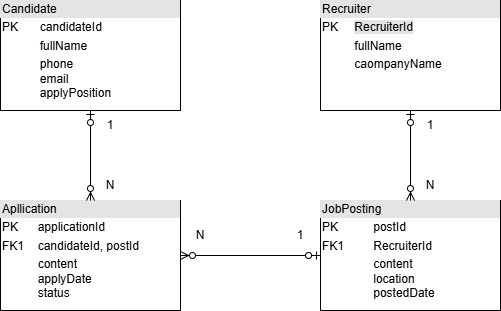 Candidate
PK candidateId
fullName
phone
email
applyPosition
Recruiter
PK RecruiterId
fullName
caompanyName
1
1
N
N
Apllication
PK applicationId
FK1 candidateId, postId
content
applyDate
status
N
1
JobPosting
PK postId
FK1 RecruiterId
content
location
postedDate